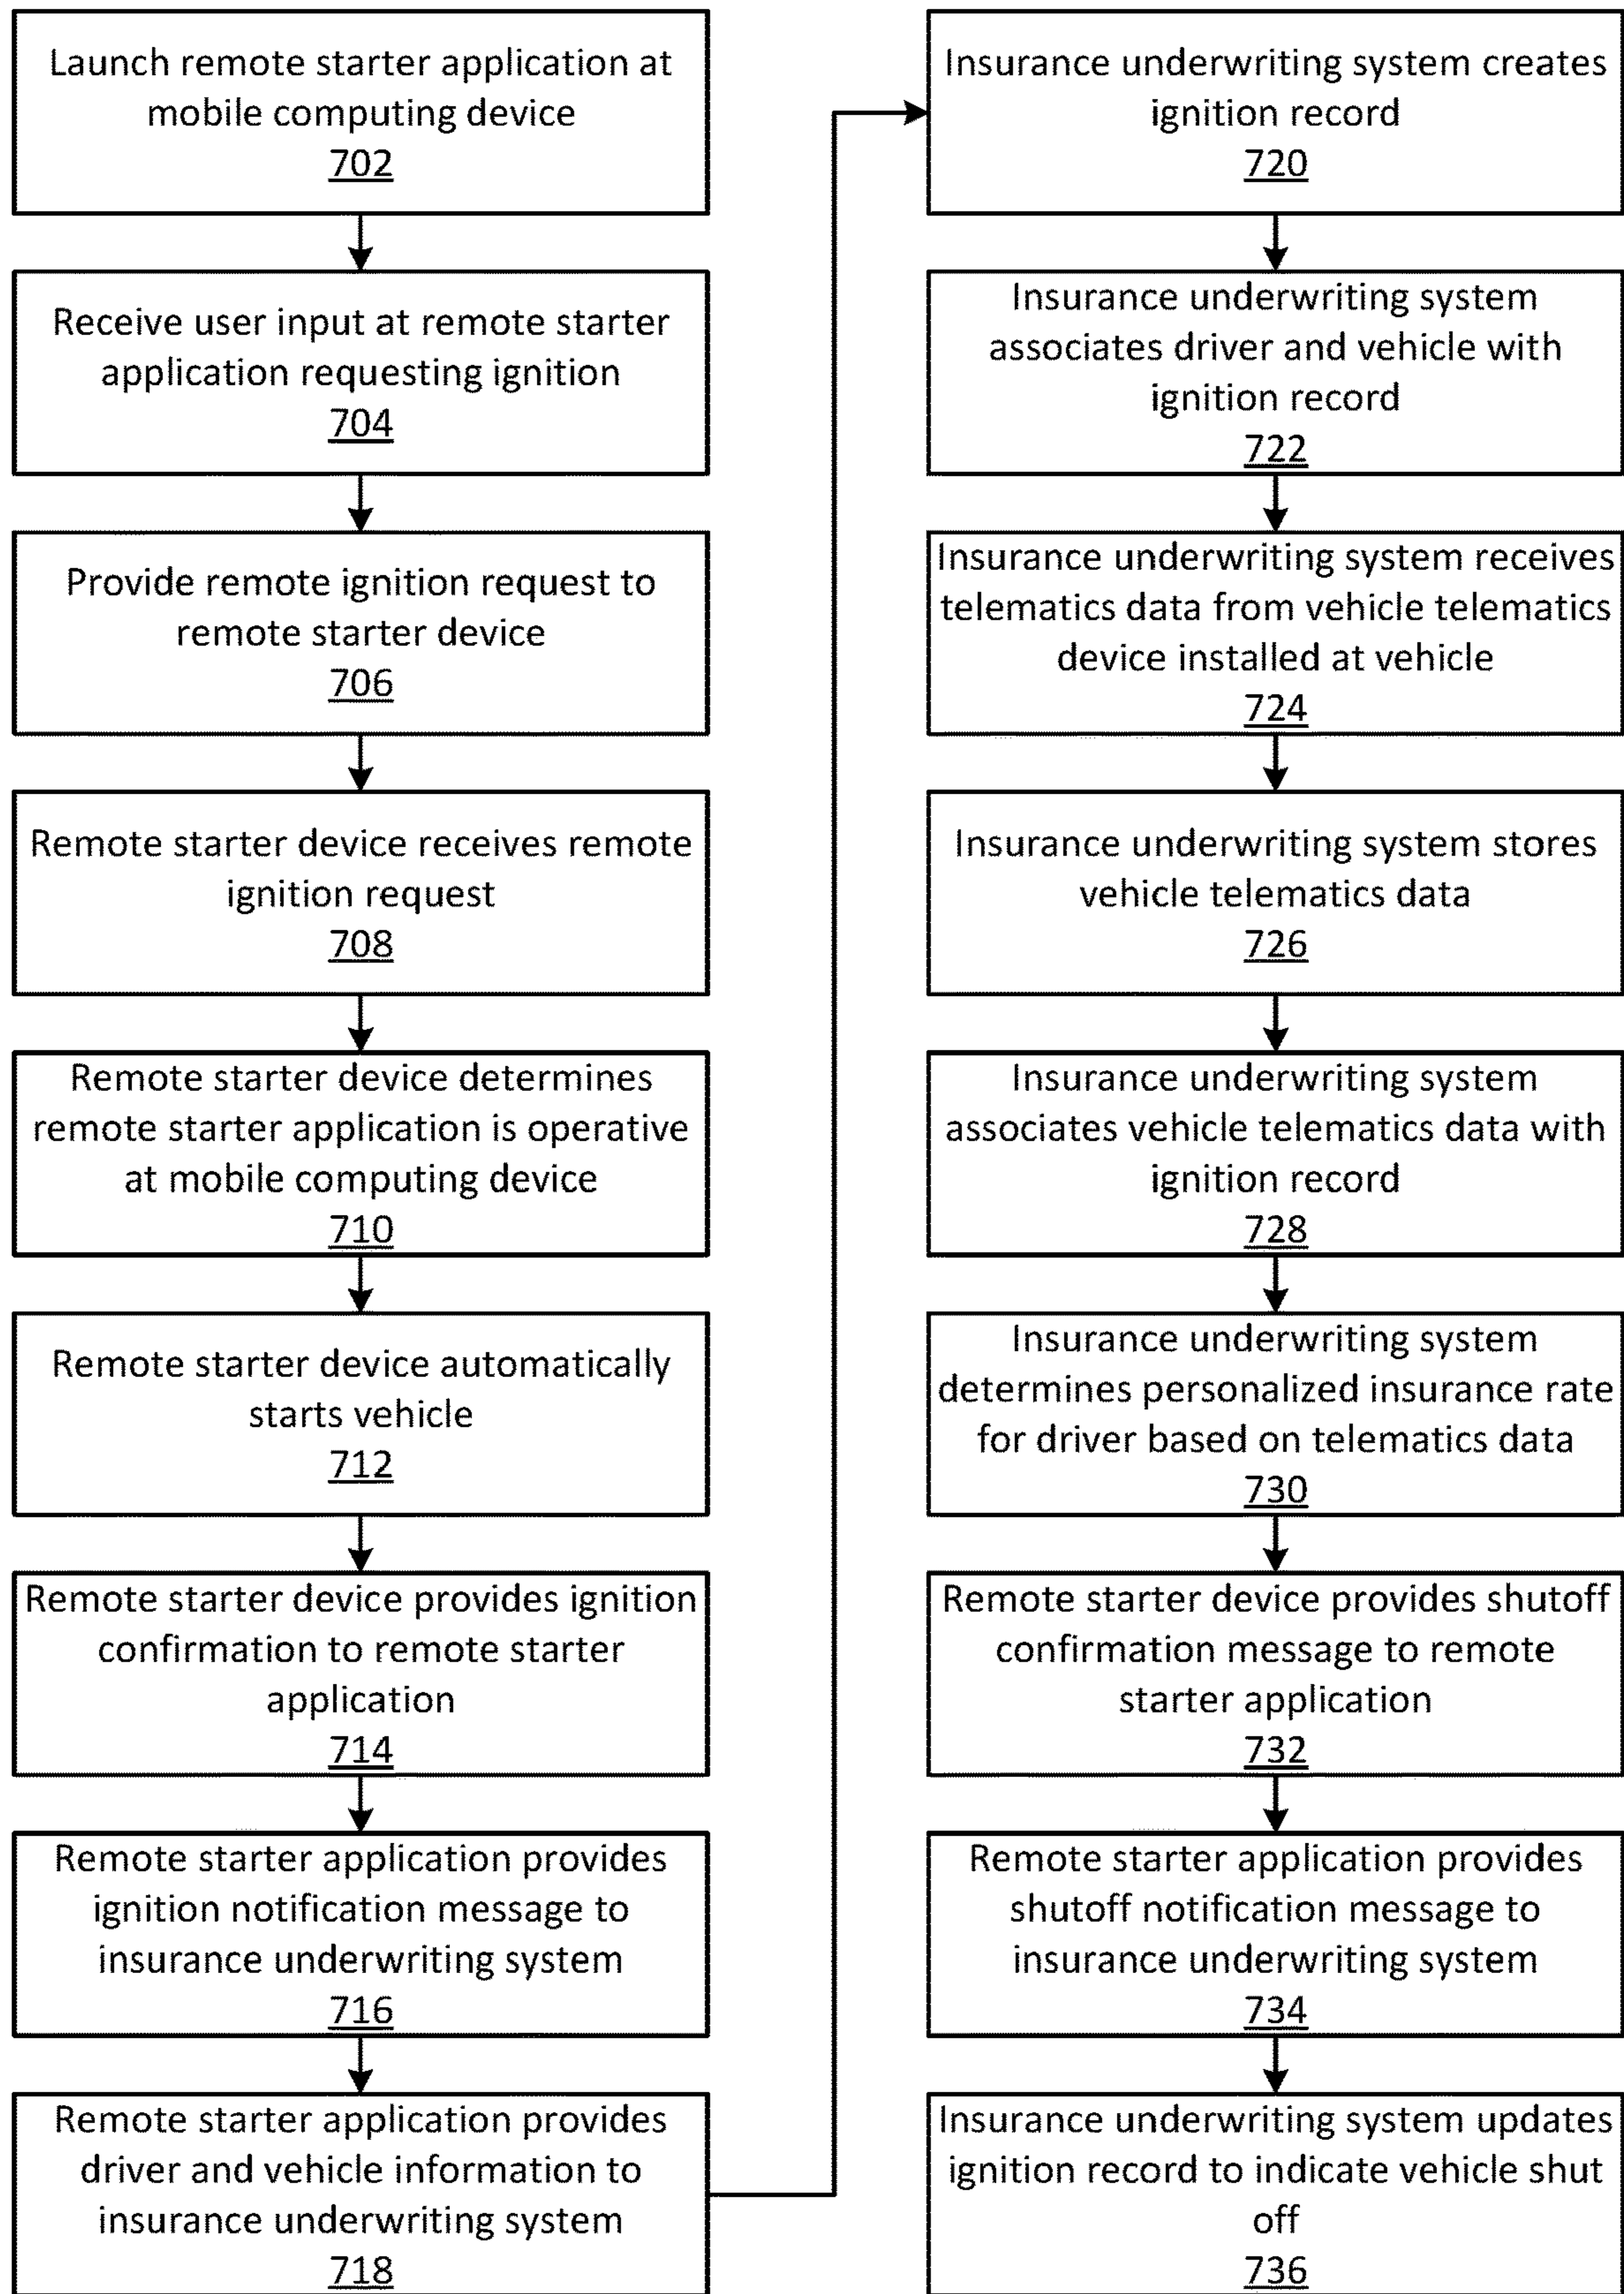 Launch remote starter application at
mobile computing device
702
Receive user input at remote starter
application requesting ignition
704
Provide remote ignition request to
remote starter device
706
Remote starter device receives remote
ignition request
708
Remote starter device determines
remote starter application is operative
at mobile computing device
710
Remote starter device automatically
starts vehicle
712
Remote starter device provides ignition
confirmation to remote starter
application
714
Remote starter application provides
ignition notification message to
insurance underwriting system
716
Remote starter application provides
driver and vehicle information to
insurance underwriting system
718
Insurance underwriting system creates
ignition record
720
Insurance underwriting system
associates driver and vehicle with
ignition record
722
Insurance underwriting system receives
telematics data from vehicle telematics
device installed at vehicle
724
Insurance underwriting system stores
vehicle telematics data
726
Insurance underwriting system
associates vehicle telematics data with
ignition record
728
Insurance underwriting system
determines personalized insurance rate
for driver based on telematics data
730
Remote starter device provides shutoff
confirmation message to remote
starter application
732
Remote starter application provides
shutoff notification message to
insurance underwriting system
734
Insurance underwriting system updates
ignition record to indicate vehicle shut
off
736